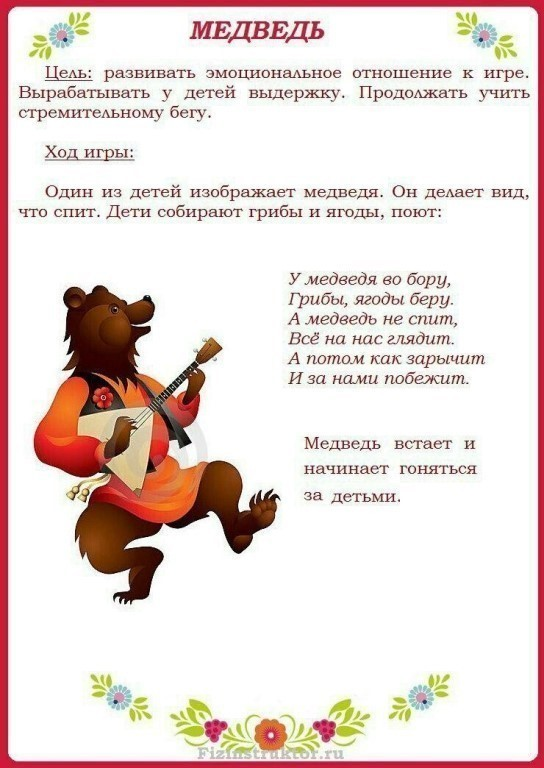 МЕДВЕДЬ
Цель: развивать эмоциональное отношение к игре.
Вырабатывать у детей выдержку. Продолжать учить
стремительному бегу.
Ход игры:
Один из детей изображает медведя. Он делает вид,
что спит. Дети собирают грибы и ягоды, поют:
У медведя во бору,
Грибы, ягоды беру.
А медведь не спит,
Всё на нас глядит.
А потом как зарычит
И за нами побежит.
Медведь встает и
начинает гоняться
за детьми.
Fizinstruktor.ru